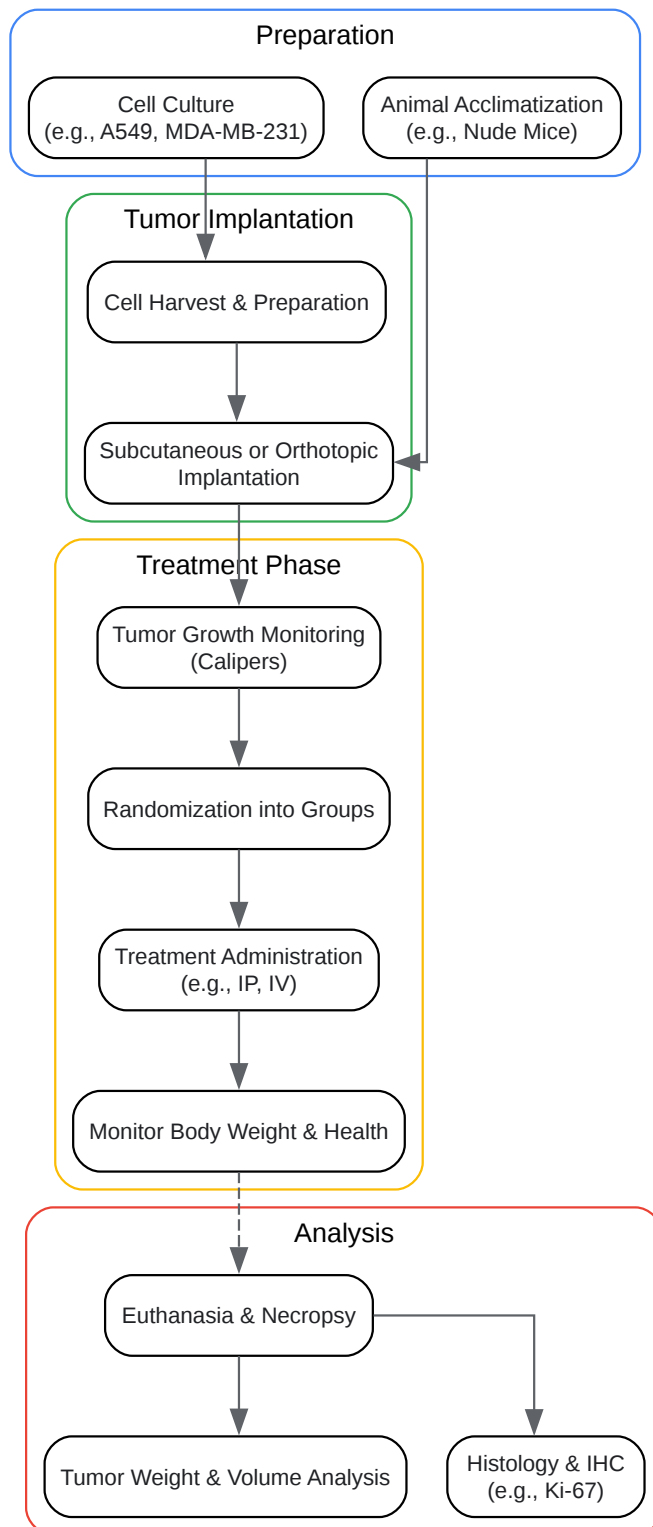 Preparation
Cell Culture
(e.g., A549, MDA-MB-231)
Animal Acclimatization
(e.g., Nude Mice)
Tumor Implantation
Cell Harvest & Preparation
Subcutaneous or Orthotopic
Implantation
Treatment Phase
Tumor Growth Monitoring
(Calipers)
Randomization into Groups
Treatment Administration
(e.g., IP, IV)
Monitor Body Weight & Health
Analysis
Euthanasia & Necropsy
Tumor Weight & Volume Analysis
Histology & IHC
(e.g., Ki-67)